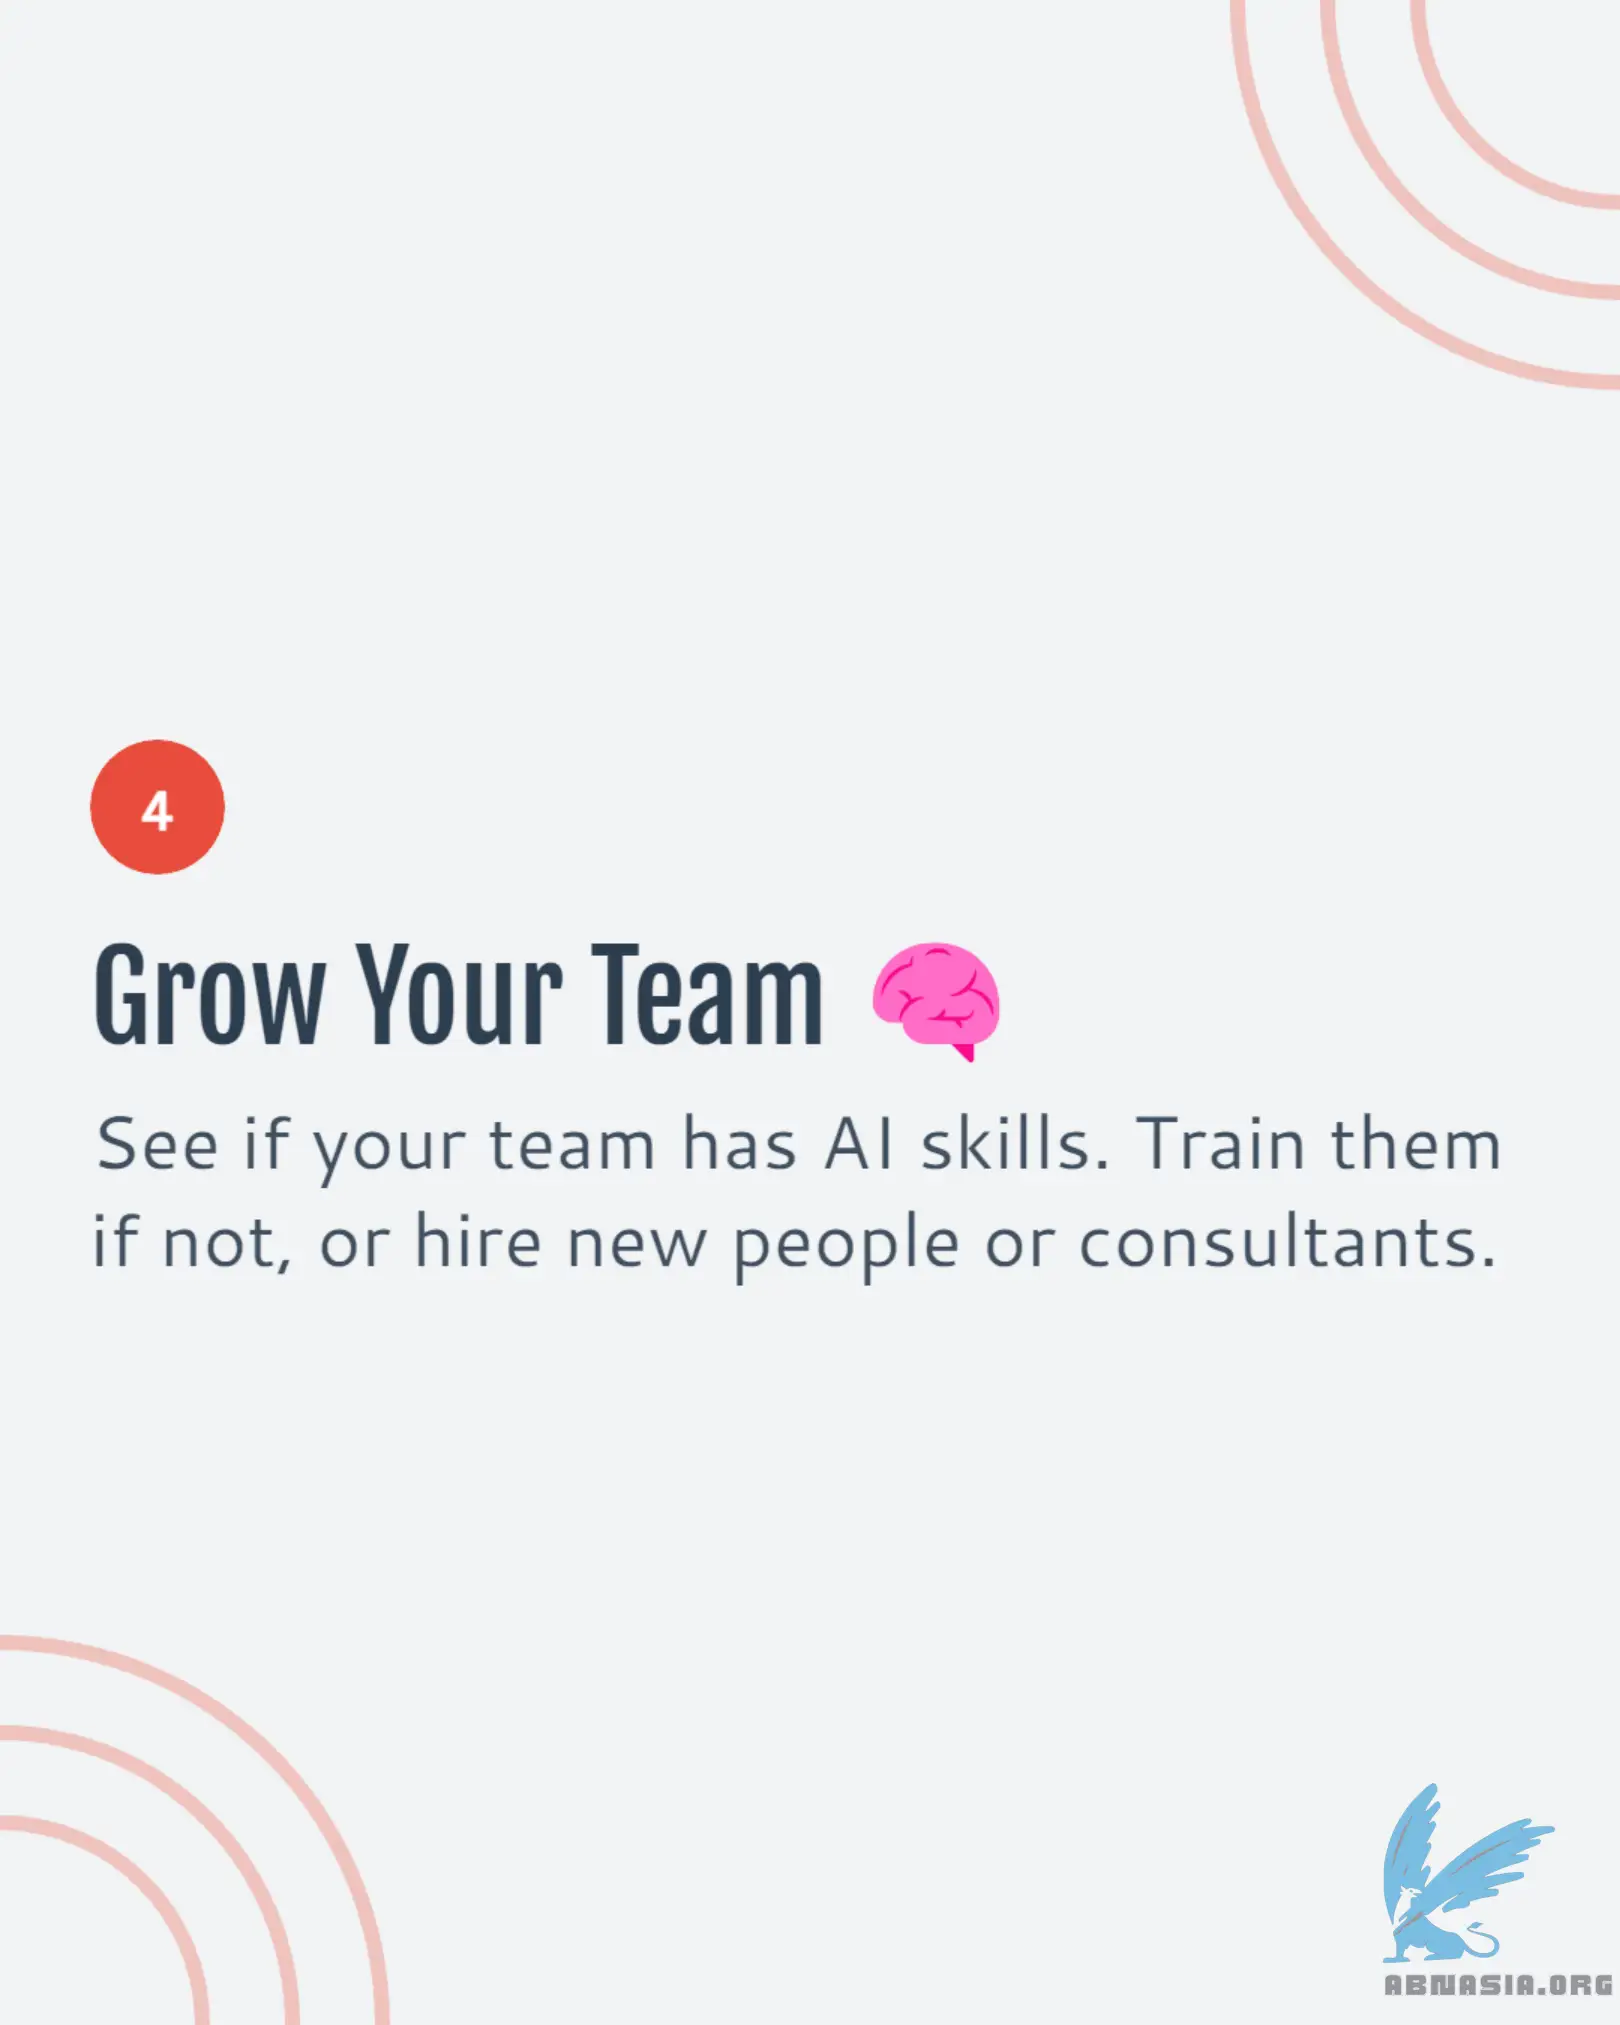 4
Grow Your Team 🧠
See if your team has AI skills. Train them
if not, or hire new people or consultants.
ABNASIA.ORG